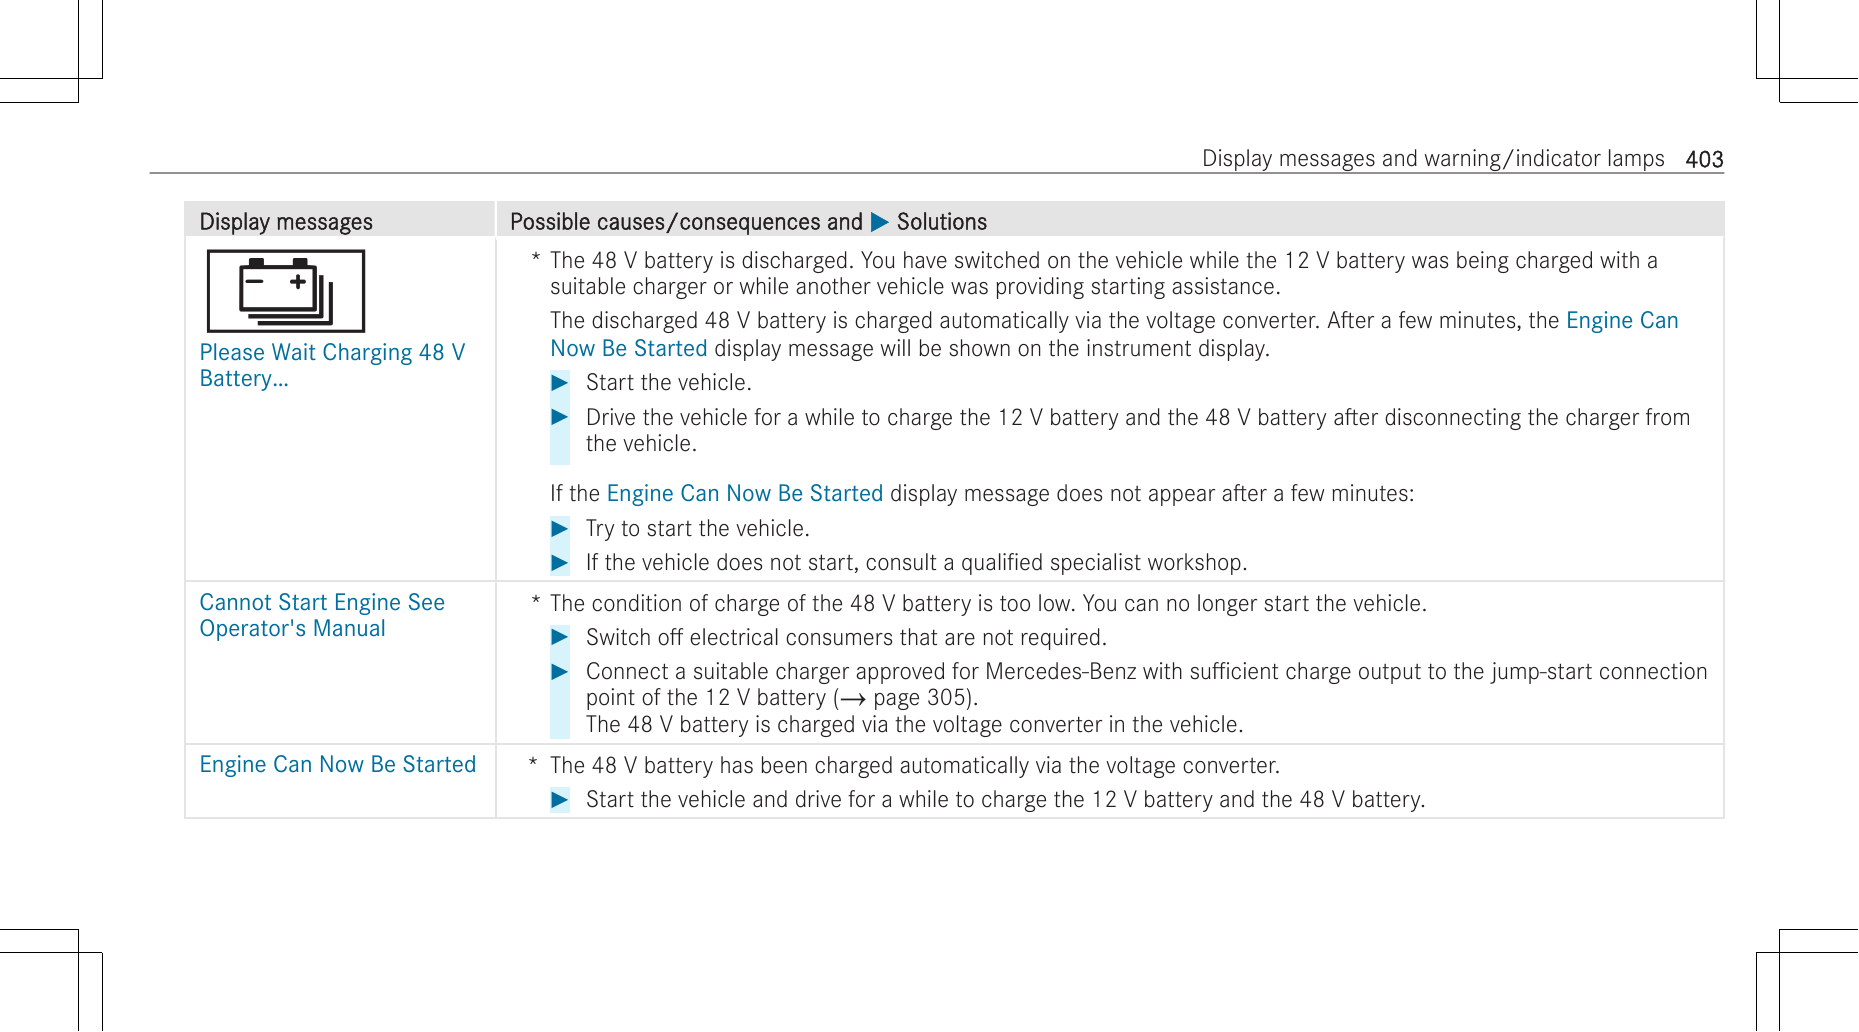 Display messages and warning/indicator lamps 403
Display messages
Possible causes/consequences and ▶ Solutions
Please Wait Charging 48 V
Battery...
* The 48 V battery is discharged. You have switched on the vehicle while the 12 V battery was being charged with a
suitable charger or while another vehicle was providing starting assistance.
The discharged 48 V battery is charged automatically via the voltage converter. After a few minutes, the Engine Can
Now Be Started display message will be shown on the instrument display.
▶ Start the vehicle.
▶ Drive the vehicle for a while to charge the 12 V battery and the 48 V battery after disconnecting the charger from
the vehicle.
If the Engine Can Now Be Started display message does not appear after a few minutes:
▶ Try to start the vehicle.
▶ If the vehicle does not start, consult a qualified specialist workshop.
Cannot Start Engine See
Operator's Manual
* The condition of charge of the 48 V battery is too low. You can no longer start the vehicle.
▶ Switch off electrical consumers that are not required.
▶ Connect a suitable charger approved for Mercedes-Benz with sufficient charge output to the jump-start connection
point of the 12 V battery (→ page 305).
The 48 V battery is charged via the voltage converter in the vehicle.
Engine Can Now Be Started
* The 48 V battery has been charged automatically via the voltage converter.
▶ Start the vehicle and drive for a while to charge the 12 V battery and the 48 V battery.